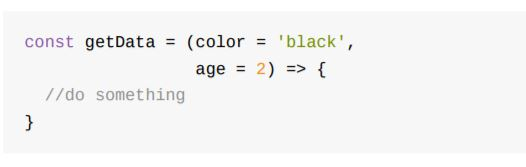 const getData = (color = 'black',
                 age = 2) => {
  //do something
}